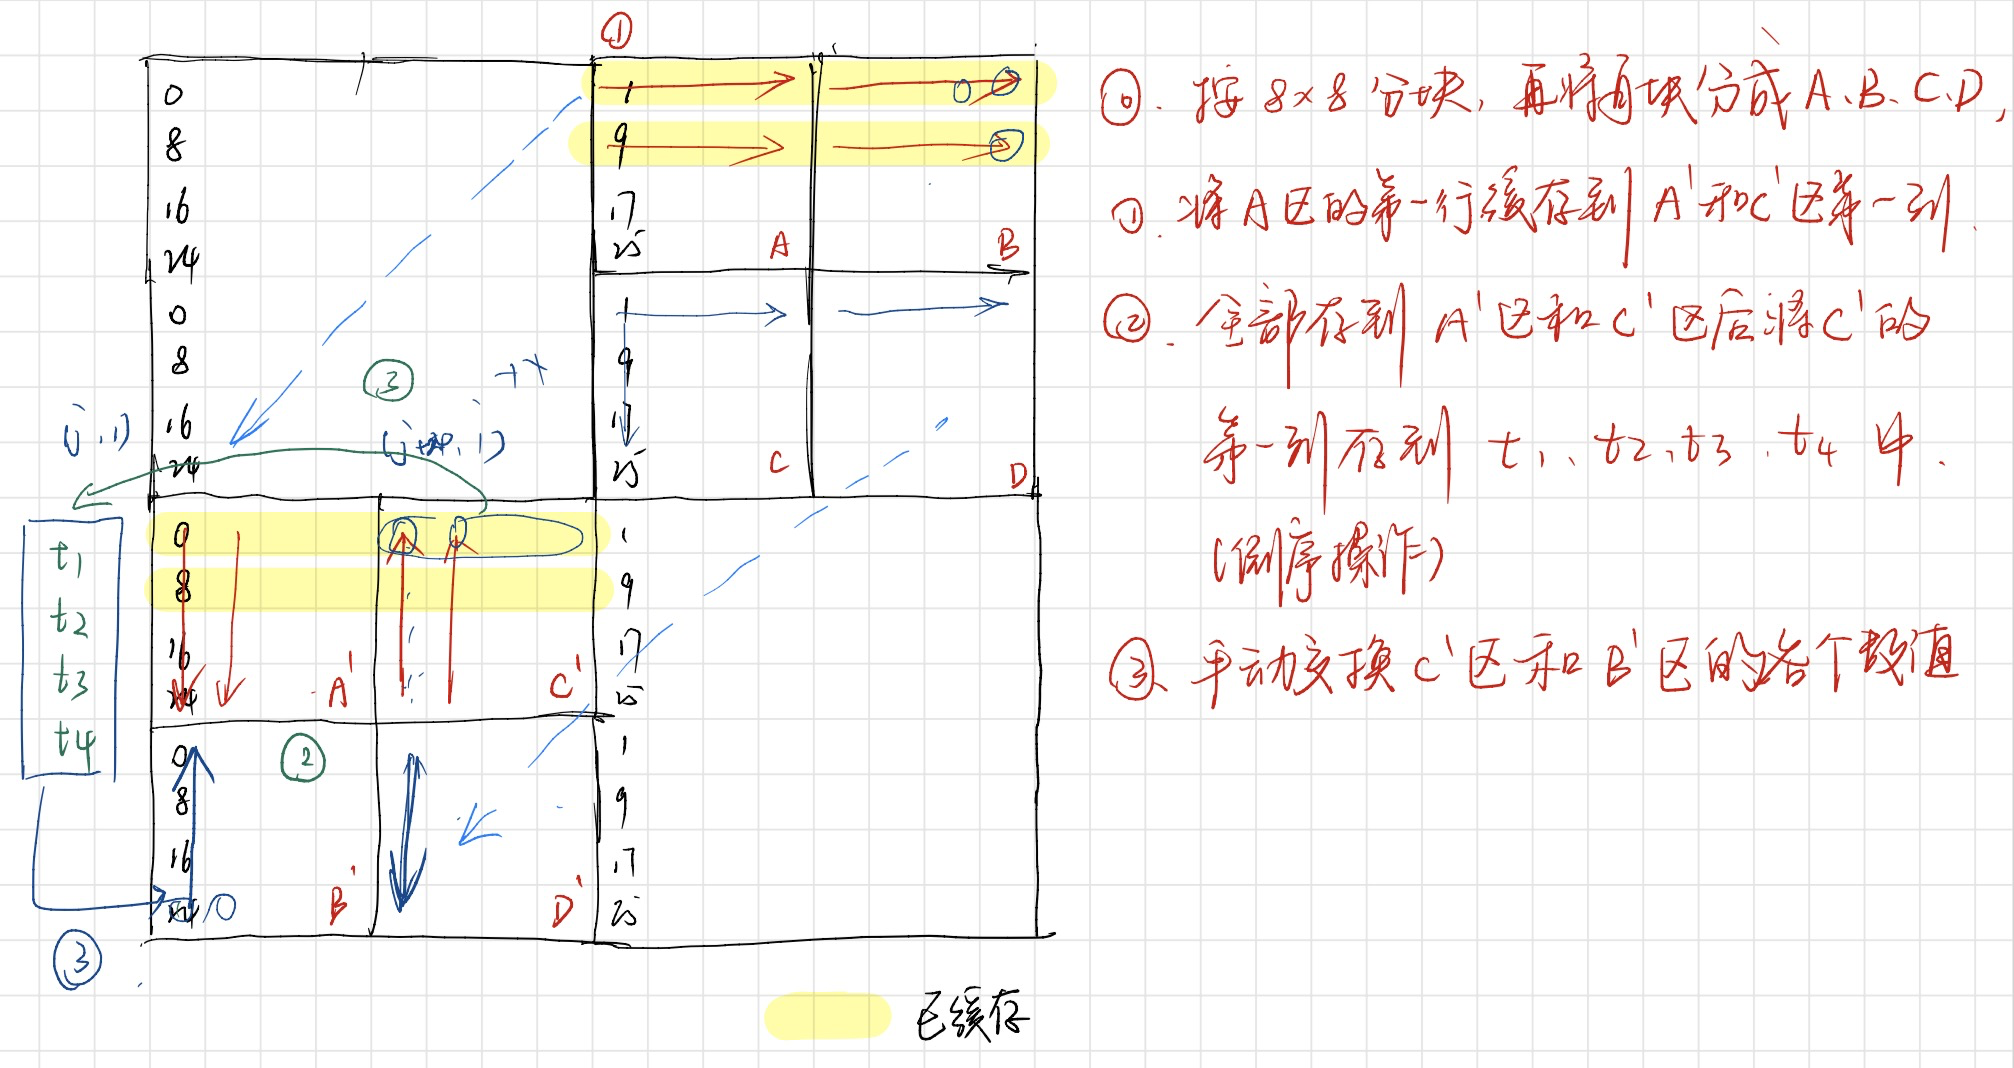 ①
0
8
16
24
0
8
16
24
1
9
17
25
A
B
1
9
17
25
C
D
③
(j, i)
t1
t2
t3
t4
0
8
16
24
A'
C'
1
9
17
25
②
0
8
16
B'
D'
1
9
17
25
③
已缓存
⓪. 按 8×8 分块, 再将每块分成 A、B、C、D,
①. 将 A 区的第一行缓存到 A' 和 C' 区第一列.
②. 全部存到 A' 区和 C' 区后将 C' 的
第一列存到 t1、t2、t3、t4 中.
(倒序操作)
③. 手动交换 C' 区和 B' 区的各个数值